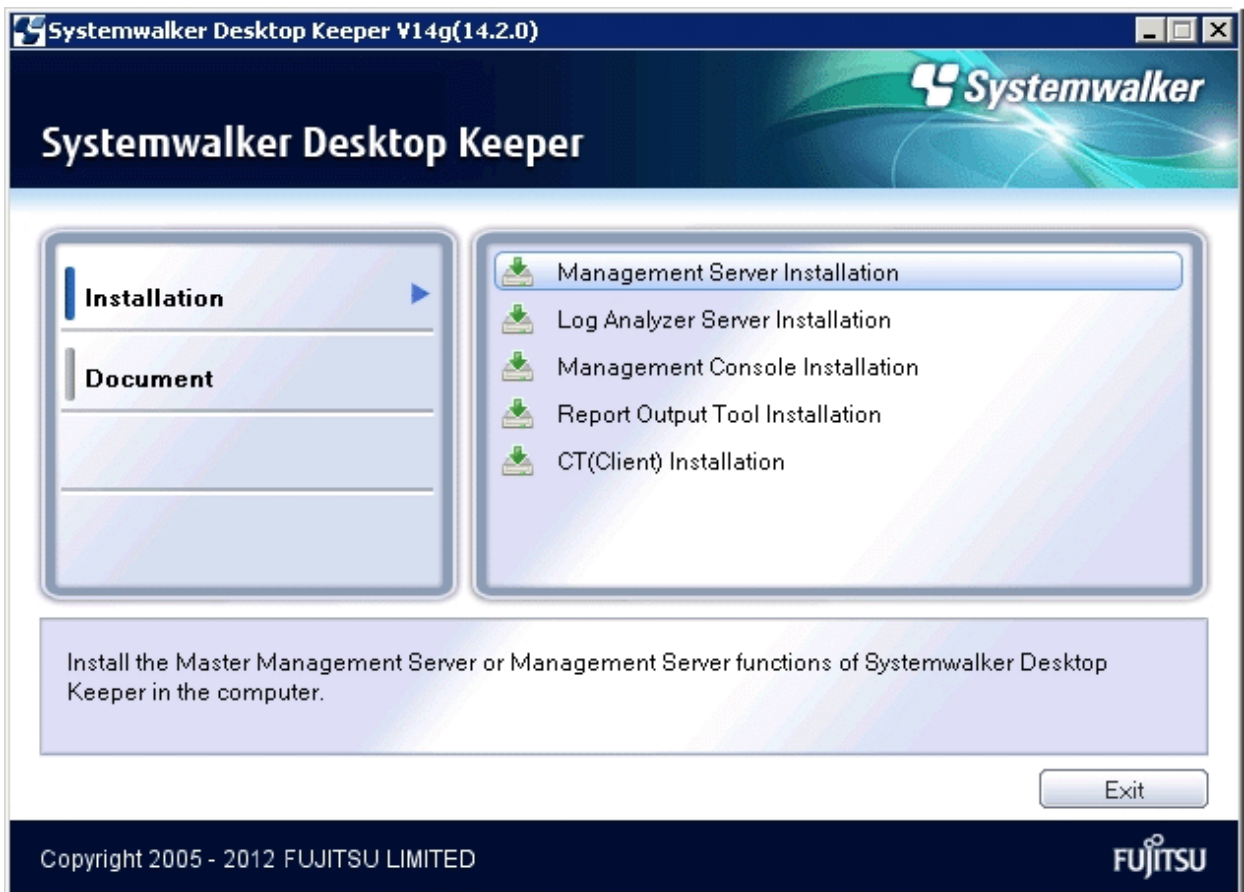 Systemwalker Desktop Keeper V14g(14.2.0)
Systemwalker
Systemwalker Desktop Keeper
Installation
Document
Management Server Installation
Log Analyzer Server Installation
Management Console Installation
Report Output Tool Installation
CT(Client) Installation
Install the Master Management Server or Management Server functions of Systemwalker Desktop
Keeper in the computer.
Exit
Copyright 2005 - 2012 FUJITSU LIMITED
FUJITSU